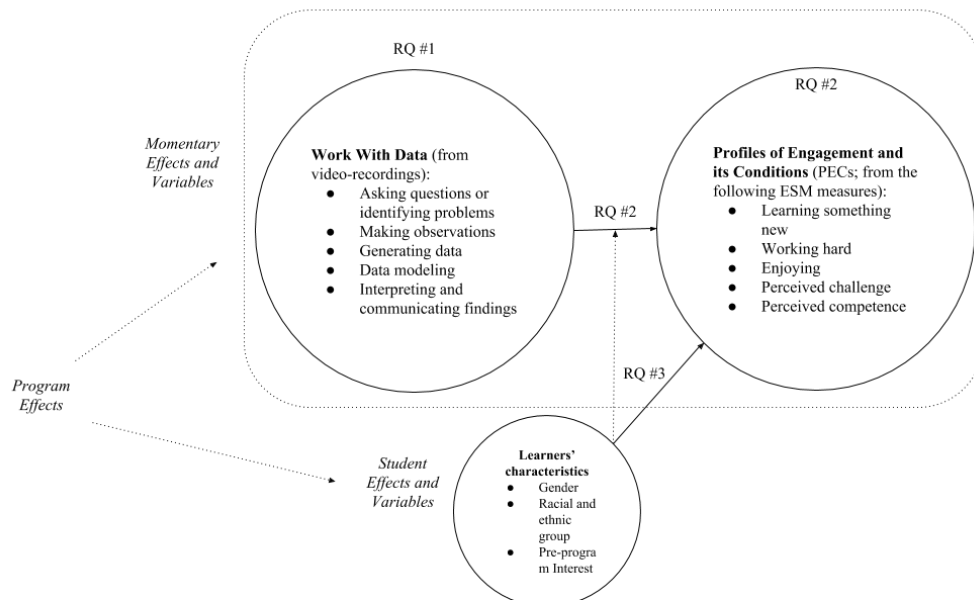 RQ #1
Work With Data (from
video-recordings):
● Asking questions or
identifying problems
● Making observations
● Generating data
● Data modeling
● Interpreting and
communicating findings
RQ #2
RQ #2
Profiles of Engagement and
its Conditions (PECs; from the
following ESM measures):
● Learning something
new
● Working hard
● Enjoying
● Perceived challenge
● Perceived competence
Momentary
Effects and
Variables
Program
Effects
RQ #3
Student
Effects and
Variables
Learners'
characteristics
● Gender
● Racial and
ethnic
group
● Pre-progra
m Interest